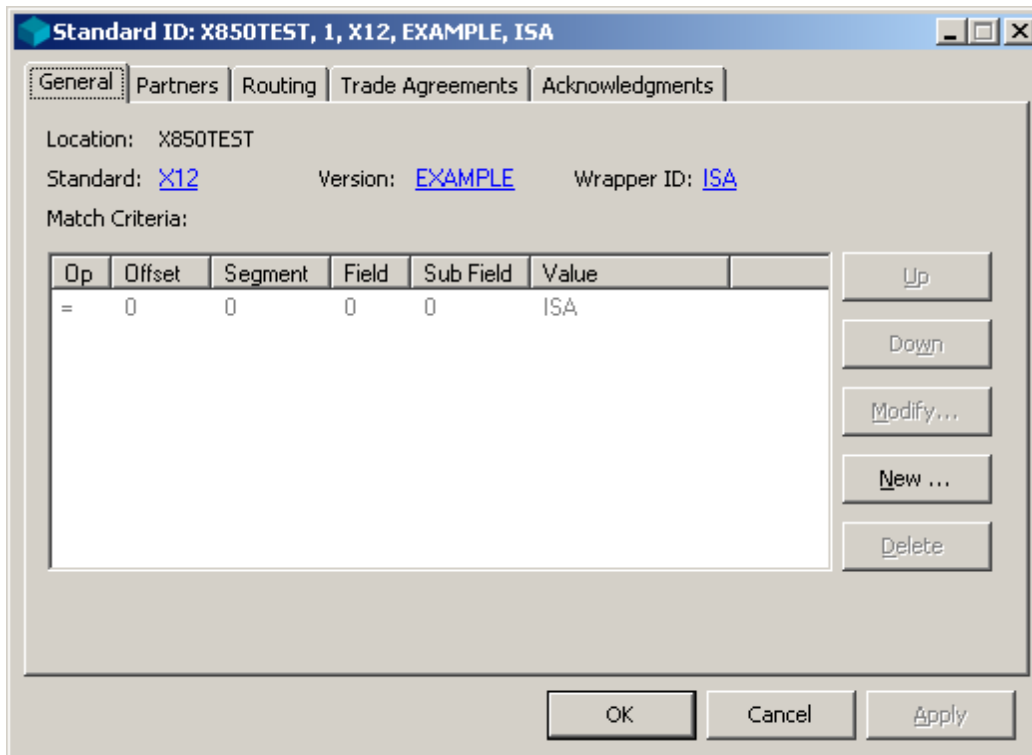 Standard ID: X850TEST, 1, X12, EXAMPLE, ISA
General Partners Routing Trade Agreements Acknowledgments
Location: X850TEST
Standard: X12 Version: EXAMPLE Wrapper ID: ISA
Match Criteria:
Op Offset Segment Field Sub Field Value
= 0 0 0 0 ISA
Up
Down
Modify...
New ...
Delete
OK Cancel Apply